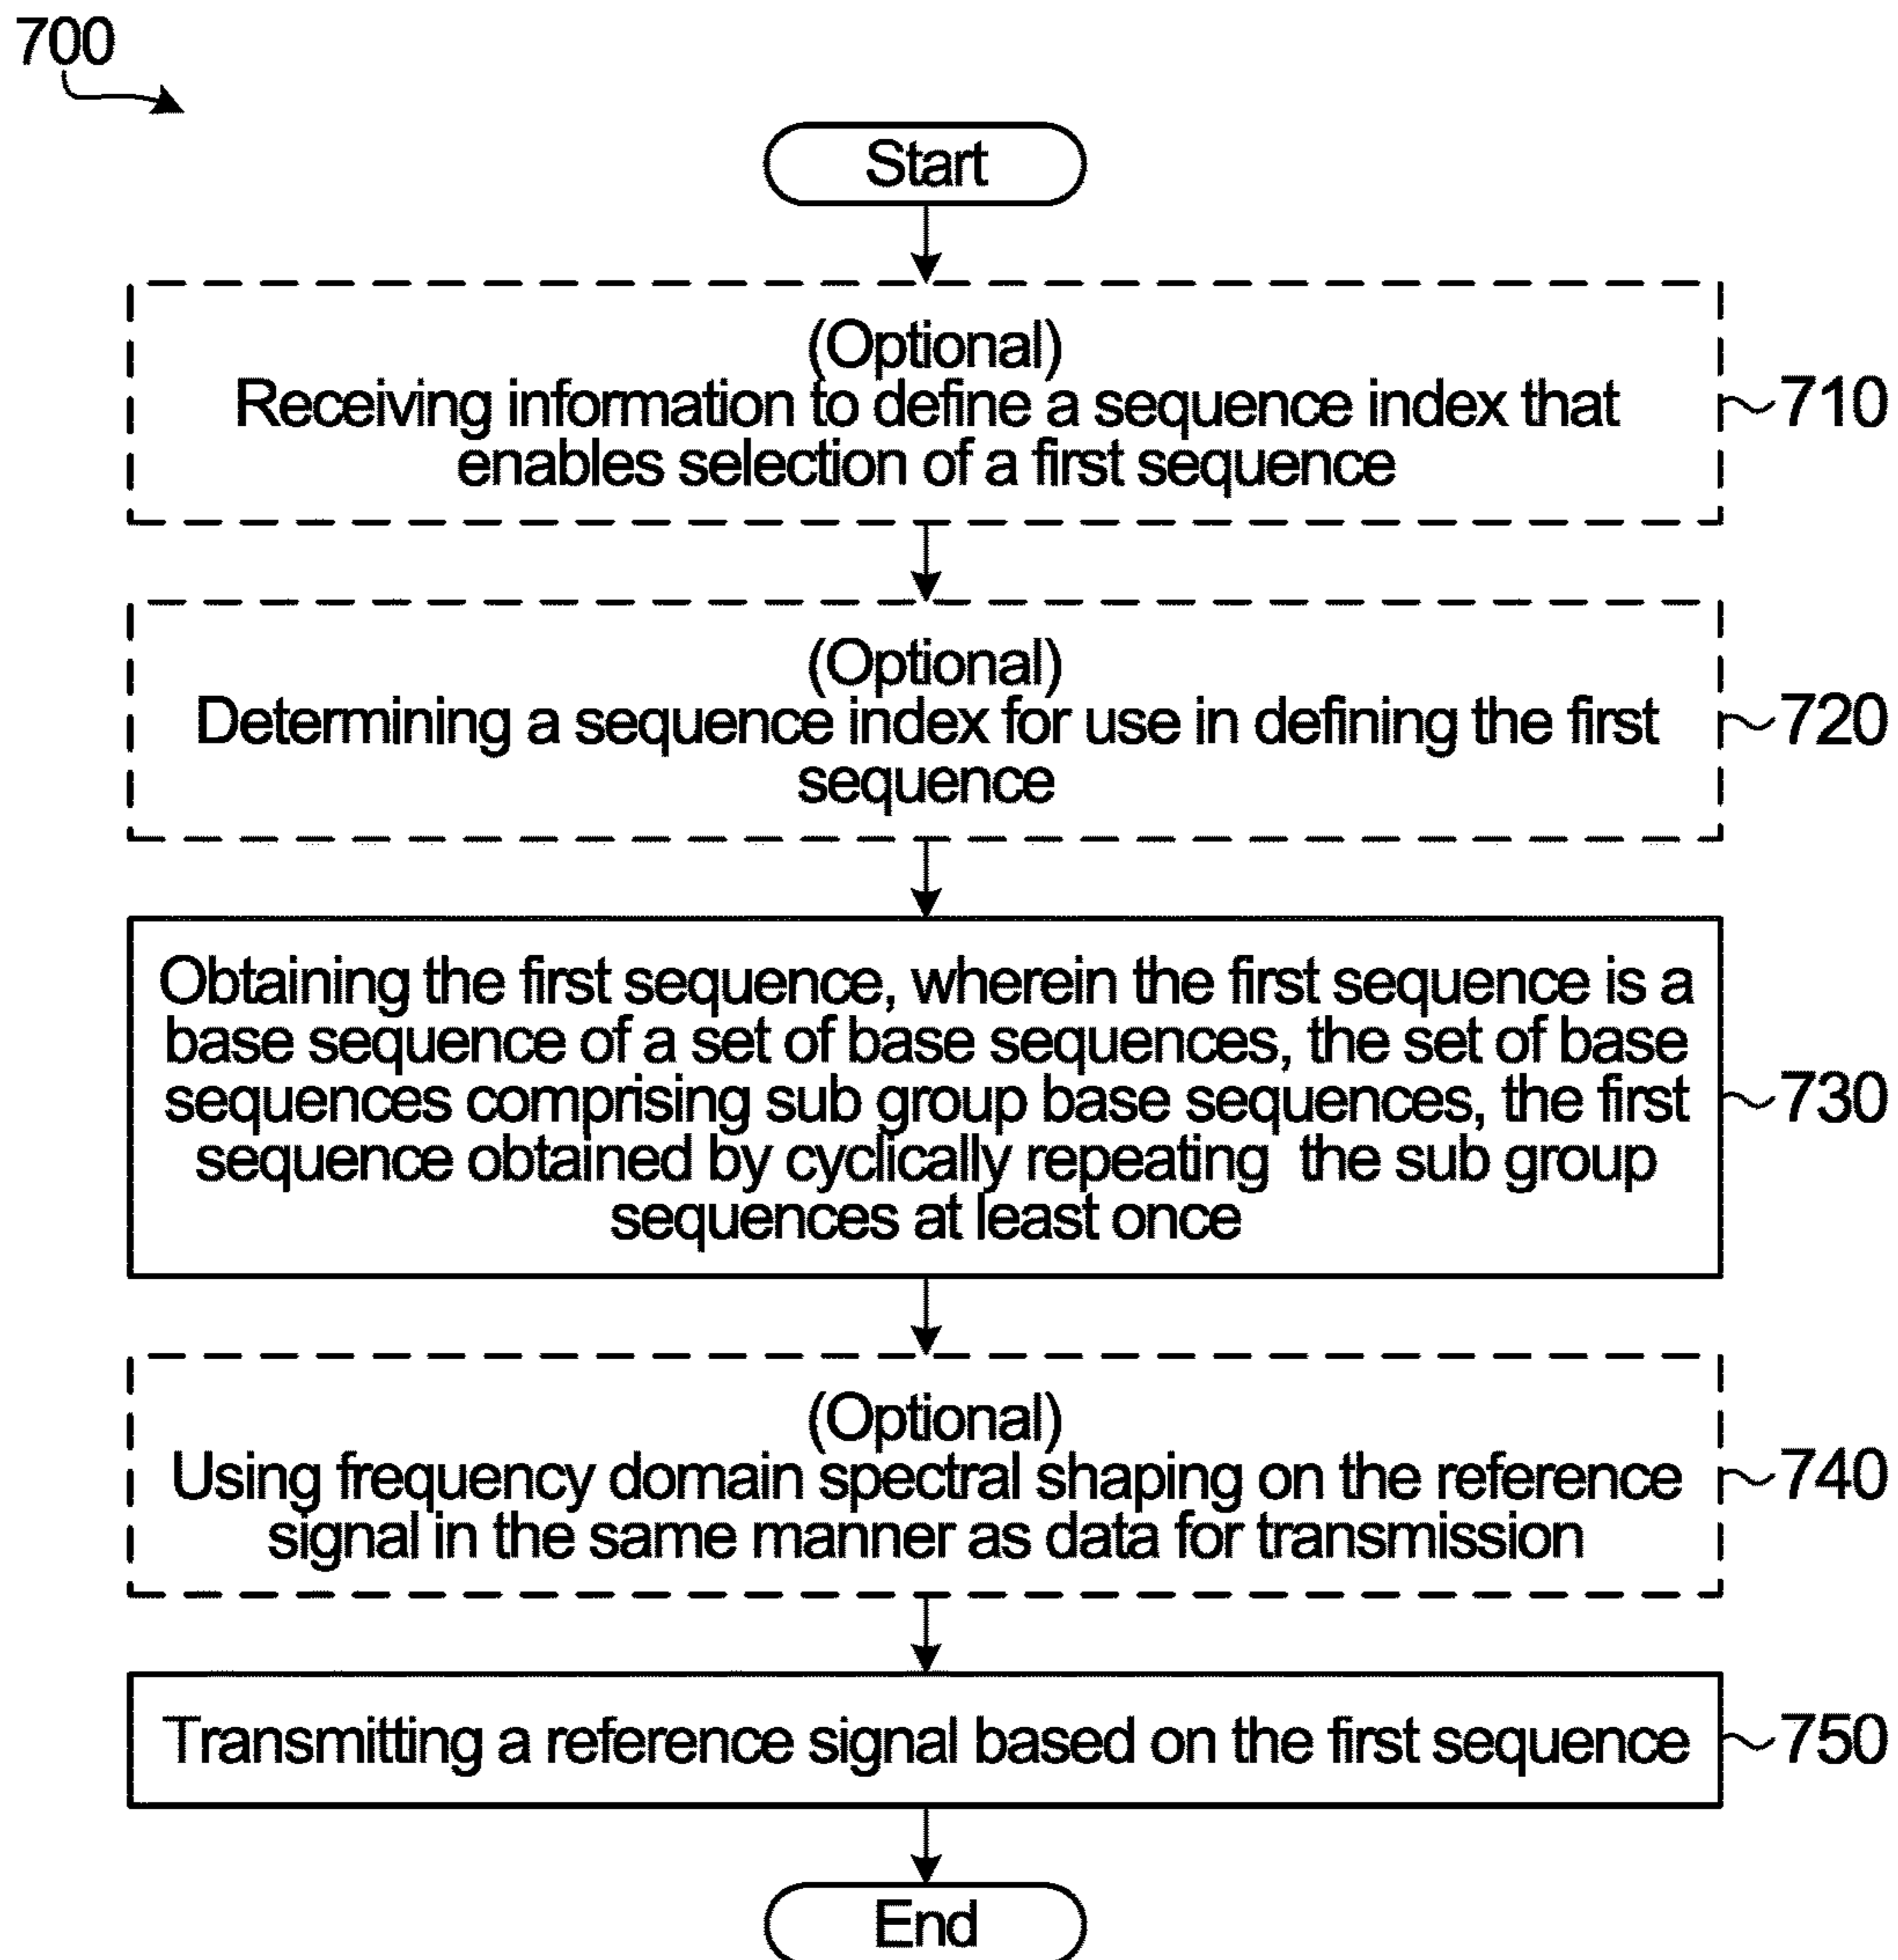 700
Start
(Optional)
Receiving information to define a sequence index that
enables selection of a first sequence
710
(Optional)
Determining a sequence index for use in defining the first
sequence
720
Obtaining the first sequence, wherein the first sequence is a
base sequence of a set of base sequences, the set of base
sequences comprising sub group base sequences, the first
sequence obtained by cyclically repeating the sub group
sequences at least once
730
(Optional)
Using frequency domain spectral shaping on the reference
signal in the same manner as data for transmission
740
Transmitting a reference signal based on the first sequence
750
End